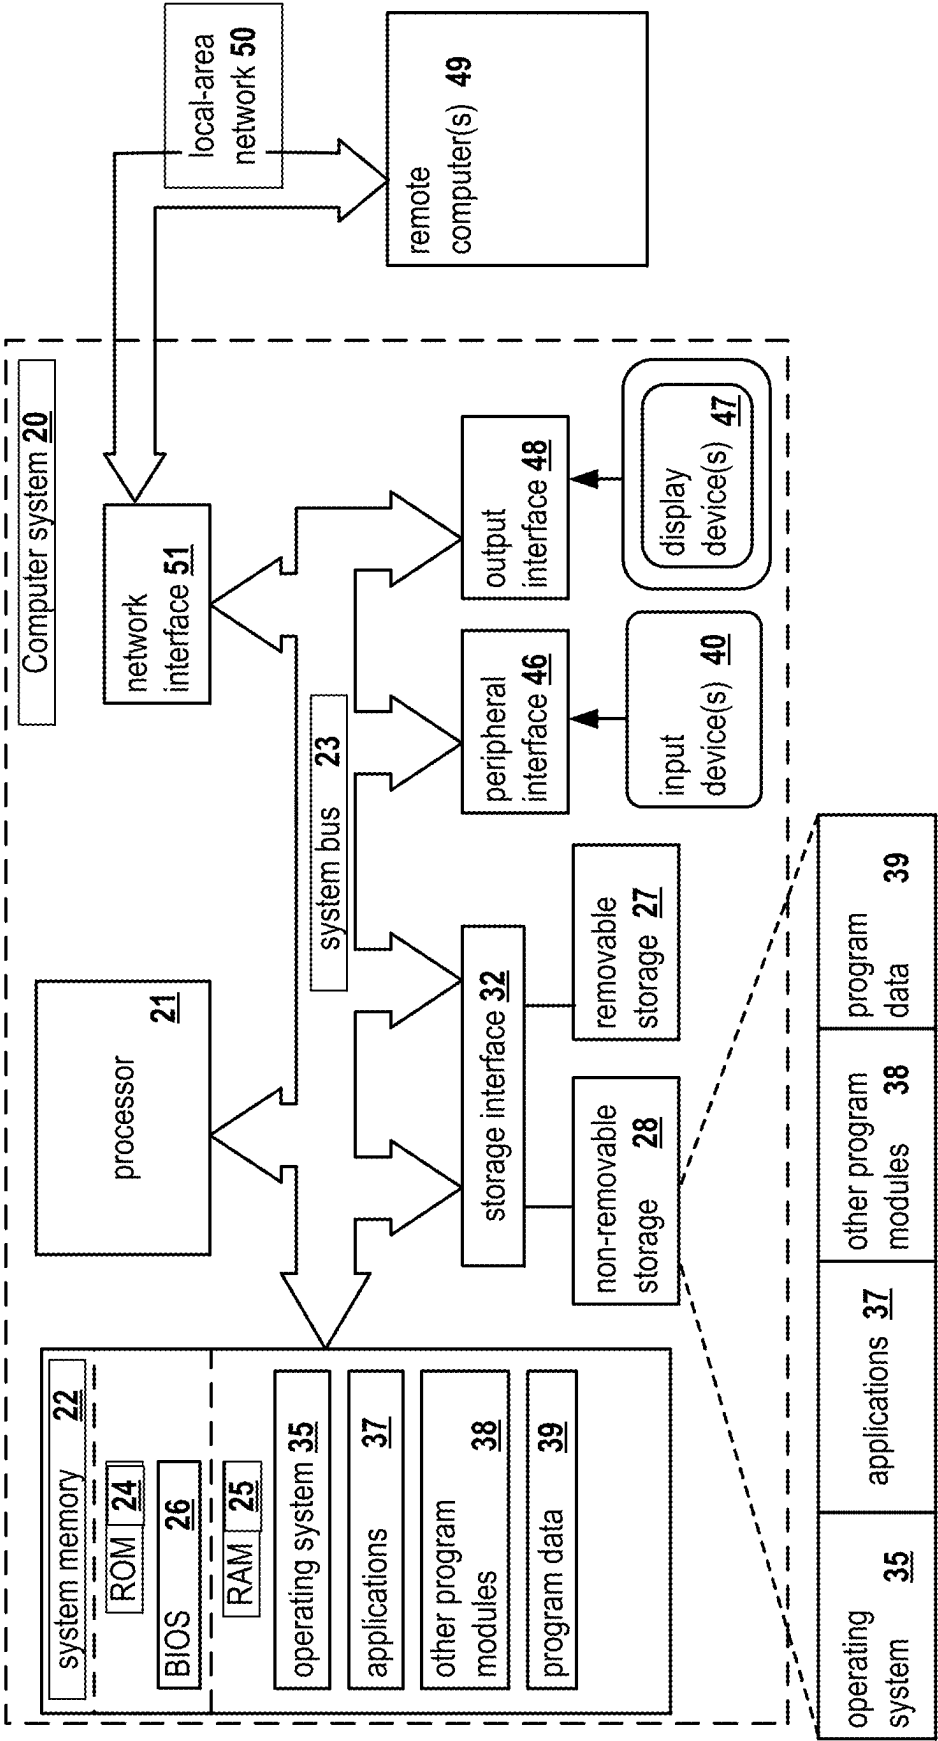 Computer system 20
system memory 22
ROM 24
BIOS 26
RAM 25
operating system 35
applications 37
other program
modules 38
program data 39
processor 21
system bus 23
network
interface 51
local-area
network 50
remote
computer(s) 49
storage interface 32
non-removable
storage 28
removable
storage 27
peripheral
interface 46
output
interface 48
input
device(s) 40
display
device(s) 47
operating
system 35
applications 37
other program
modules 38
program
data 39